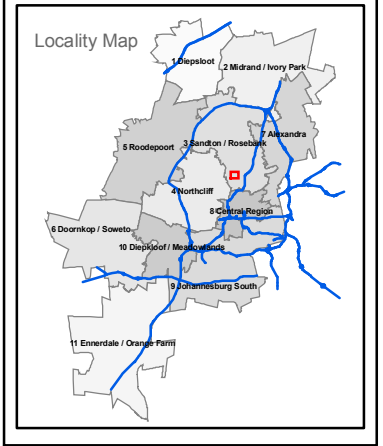 Locality Map
1 Diepsloot
2 Midrand / Ivory Park
7 Alexandra
3 Sandton / Rosebank
5 Roodepoort
4 Northcliff
8 Central Region
6 Doornkop / Soweto
10 Diepkloof / Meadowlands
9 Johannesburg South
11 Ennerdale / Orange Farm